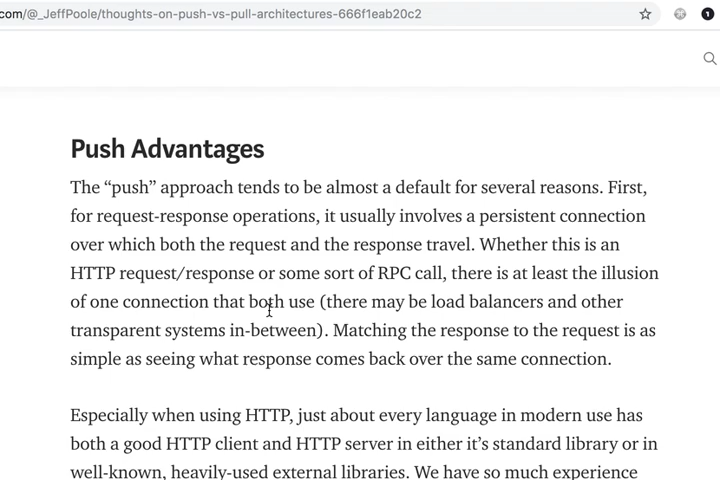 com/@_JeffPoole/thoughts-on-push-vs-pull-architectures-666f1eab20c2
1
Push Advantages
The “push” approach tends to be almost a default for several reasons. First,
for request-response operations, it usually involves a persistent connection
over which both the request and the response travel. Whether this is an
HTTP request/response or some sort of RPC call, there is at least the illusion
of one connection that both use (there may be load balancers and other
transparent systems in-between). Matching the response to the request is as
simple as seeing what response comes back over the same connection.
Especially when using HTTP, just about every language in modern use has
both a good HTTP client and HTTP server in either it’s standard library or in
well-known, heavily-used external libraries. We have so much experience